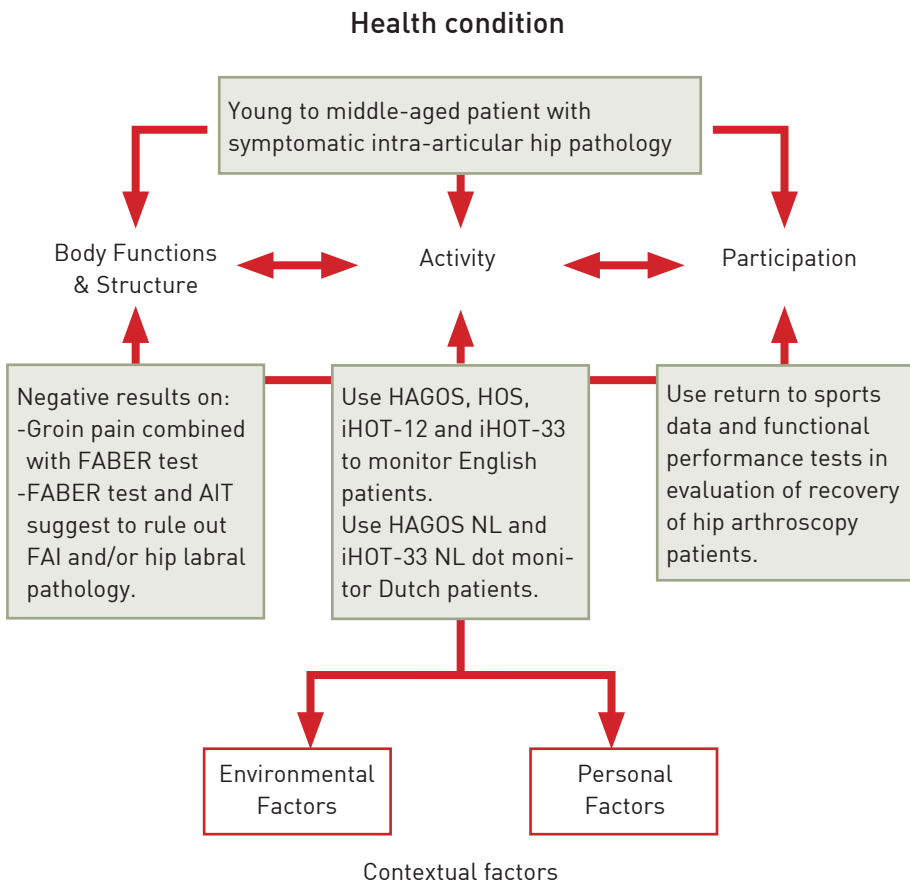 Health condition
Young to middle-aged patient with
symptomatic intra-articular hip pathology
Body Functions
& Structure
Activity
Participation
Negative results on:
-Groin pain combined
with FABER test
-FABER test and AIT
suggest to rule out
FAI and/or hip labral
pathology.
Use HAGOS, HOS,
iHOT-12 and iHOT-33
to monitor English
patients.
Use HAGOS NL and
iHOT-33 NL dot moni-
tor Dutch patients.
Use return to sports
data and functional
performance tests in
evaluation of recovery
of hip arthroscopy
patients.
Environmental
Factors
Personal
Factors
Contextual factors